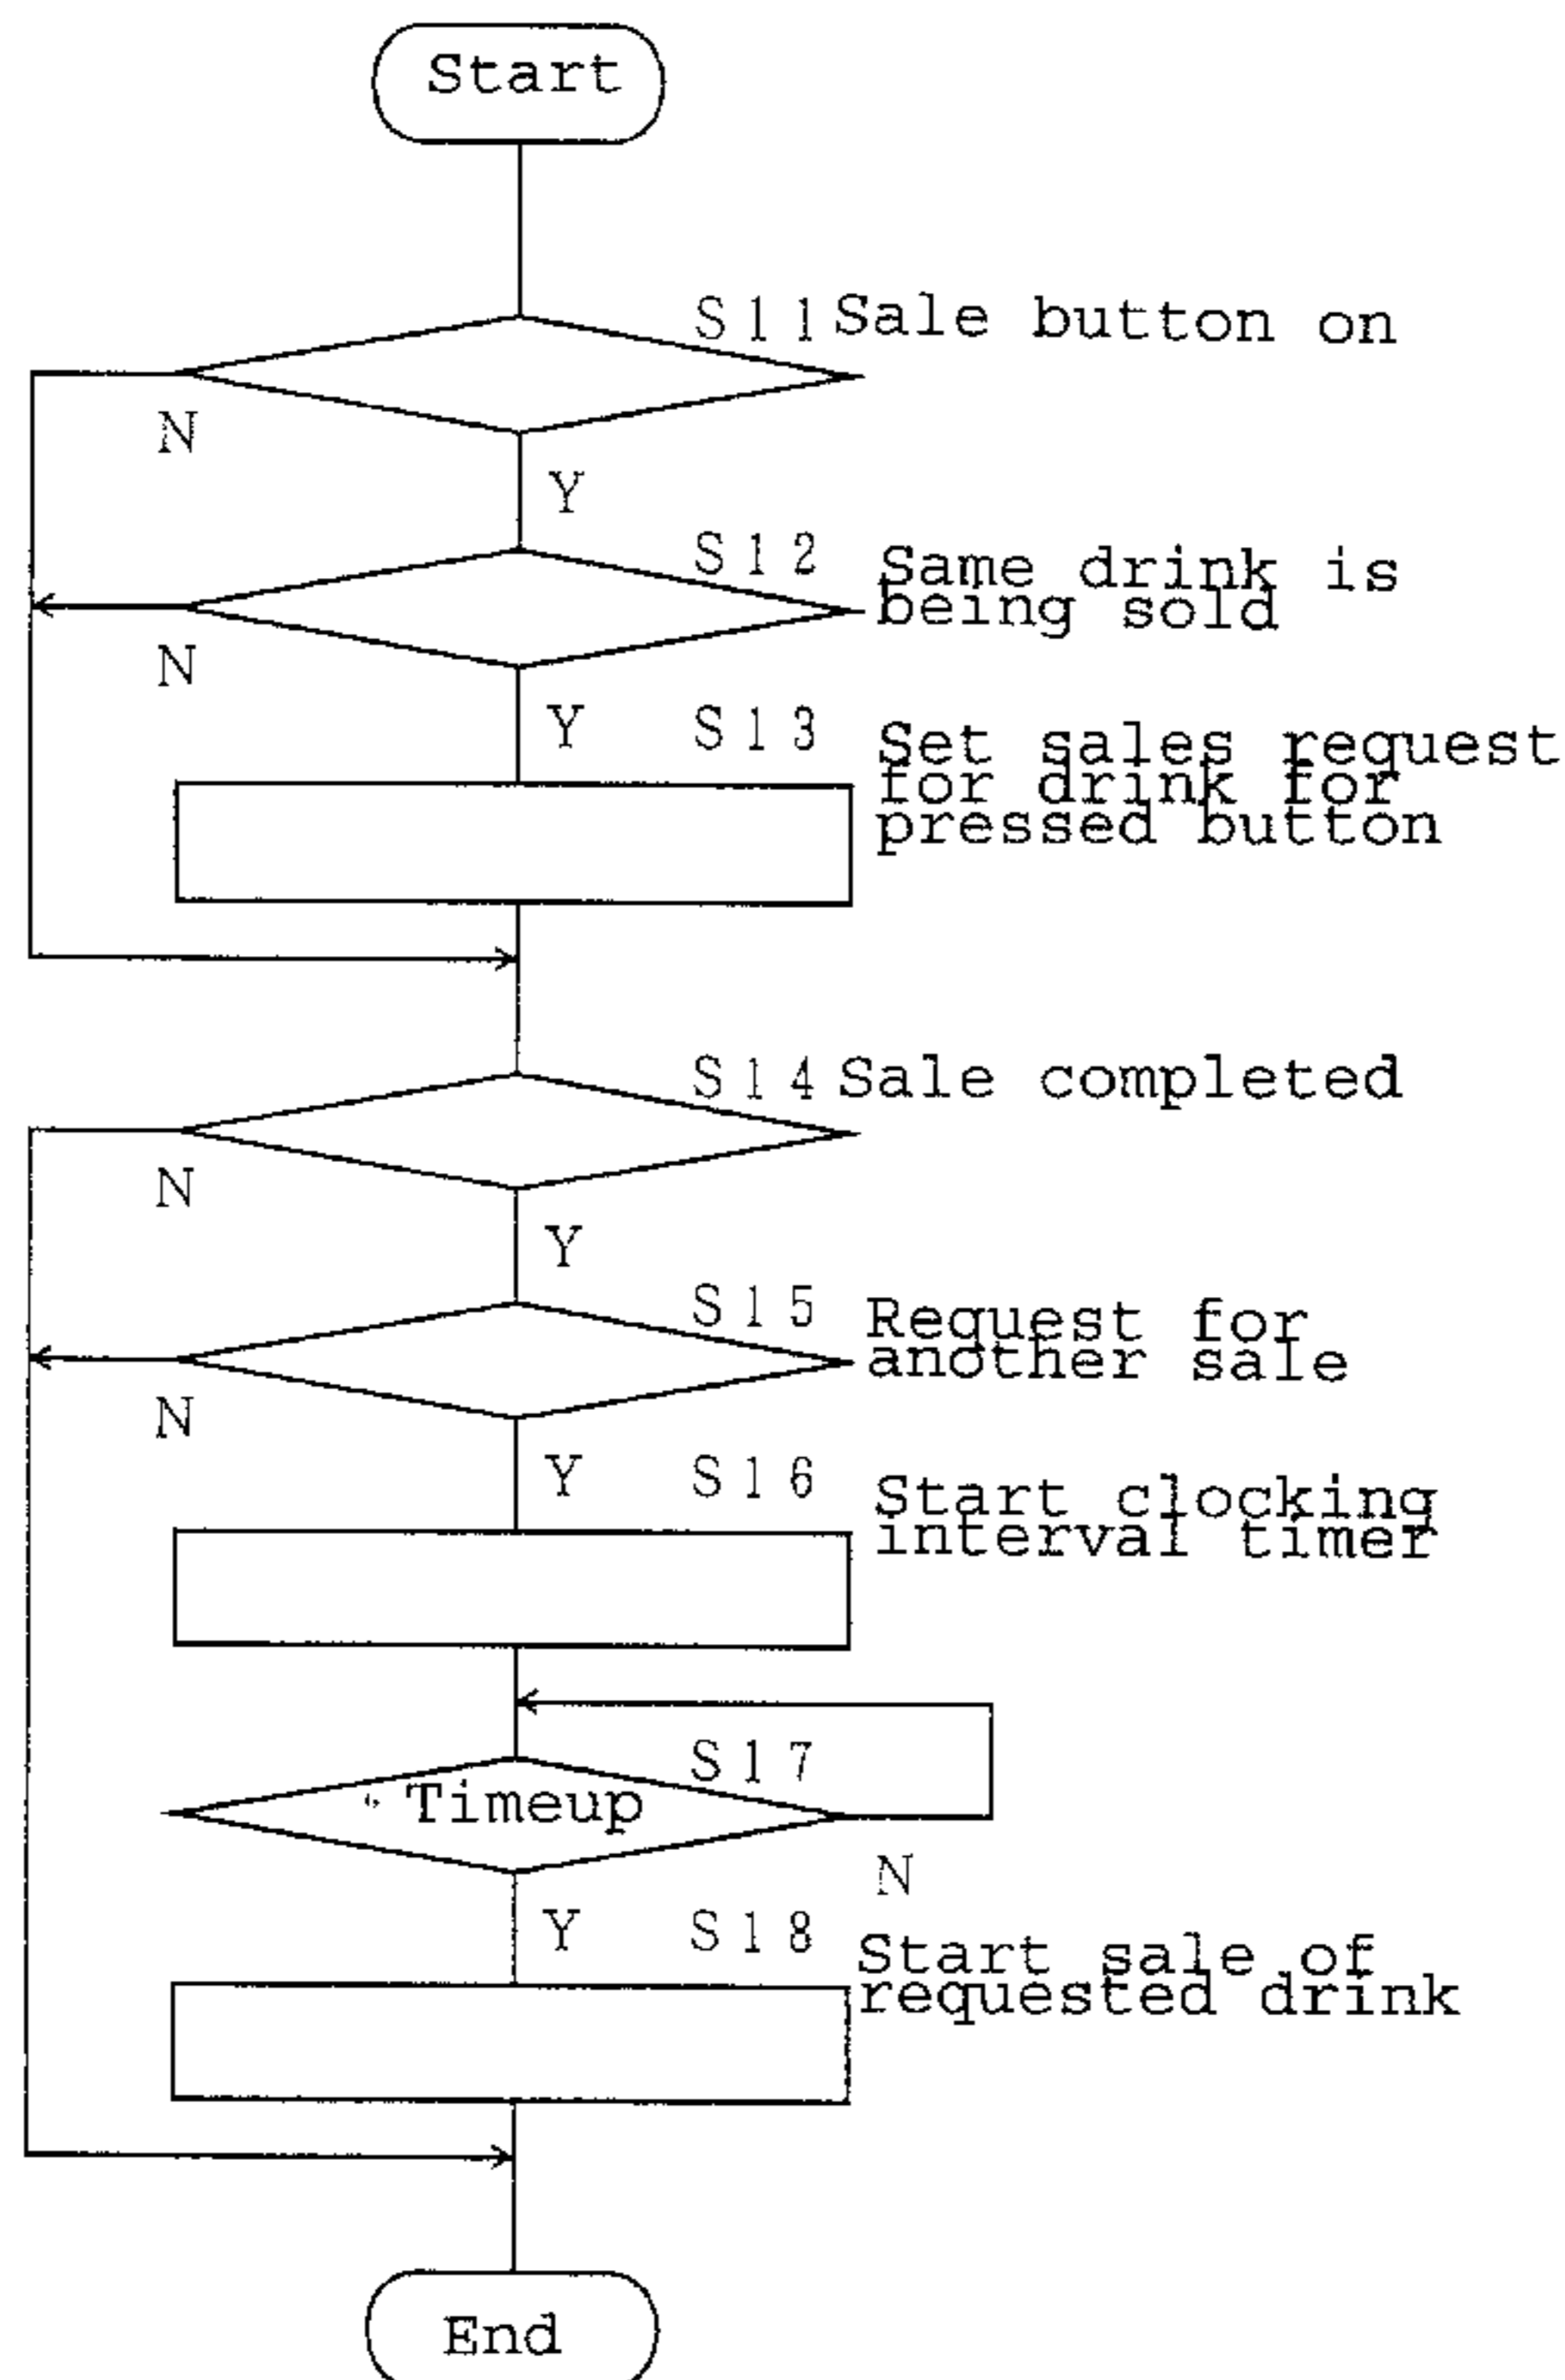 Start
S11 Sale button on
N
Y
S12 Same drink is
being sold
N
Y
S13 Set sales request
for drink for
pressed button
S14 Sale completed
N
Y
S15 Request for
another sale
N
Y
S16 Start clocking
interval timer
S17
Timeup
N
Y
S18 Start sale of
requested drink
End